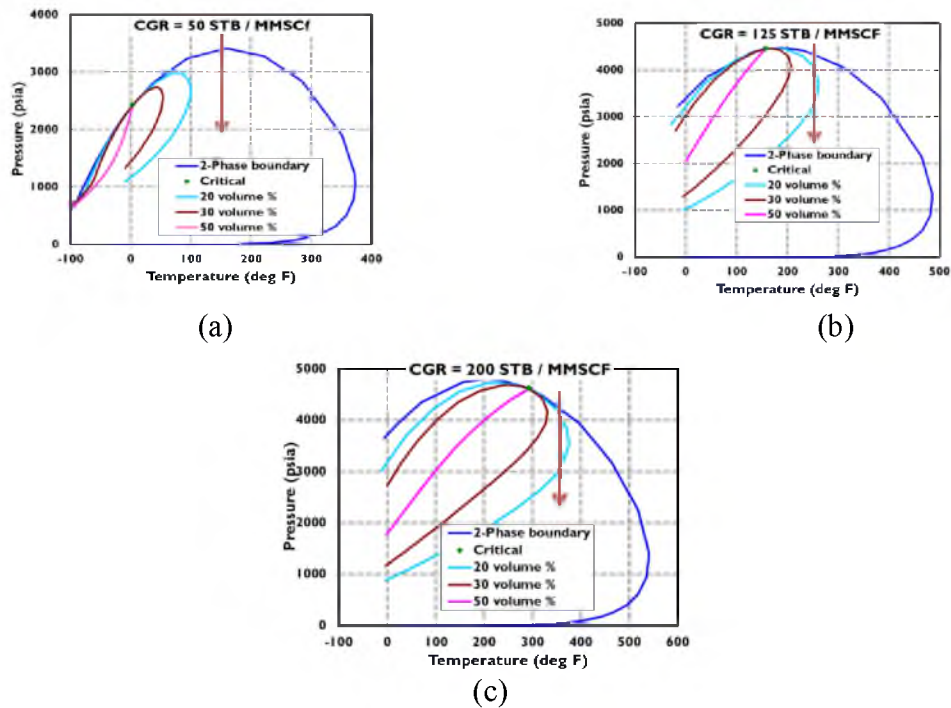 CGR = 50 STB / MMSCf
4000
3000
2000
1000
0
Pressure (psia)
2-Phase boundary
Critical
20 volume %
30 volume %
50 volume %
-100 0 100 200 300 400
Temperature (deg F)
(a)
CGR = 125 STB / MMSCF
5000
4000
3000
2000
1000
0
Pressure (psia)
2-Phase boundary
Critical
20 volume %
30 volume %
50 volume %
-100 0 100 200 300 400 500
Temperature (deg F)
(b)
CGR = 200 STB / MMSCF
5000
4000
3000
2000
1000
0
Pressure (psia)
2-Phase boundary
Critical
20 volume %
30 volume %
50 volume %
-100 0 100 200 300 400 500 600
Temperature (deg F)
(c)